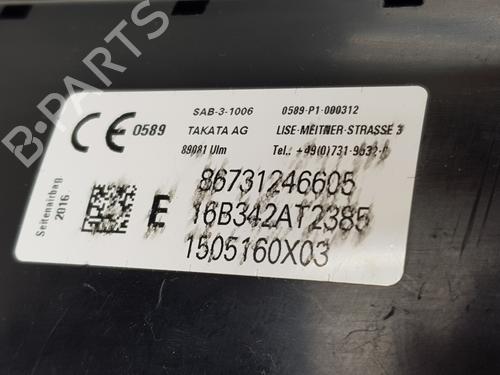 CE 0589
SAB-3-1006
0589-P1-000312
TAKATA AG
LISE-MEITNER-STRASSE 3
89081 Ulm
Tel.:
Seitenairbag
2016
E
86731246605
16B342AT2385
1505160X03
B-PARTS